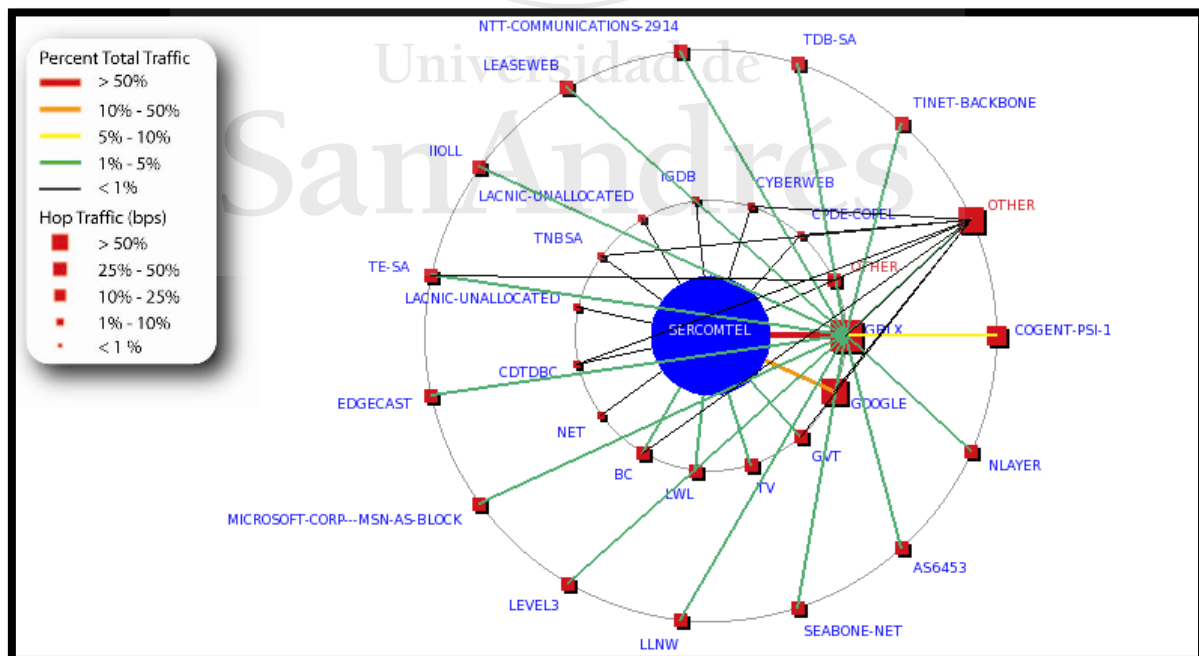 Universidad de
SanAndrés
Percent Total Traffic
> 50%
10% - 50%
5% - 10%
1% - 5%
< 1%
Hop Traffic (bps)
> 50%
25% - 50%
10% - 25%
1% - 10%
< 1 %
NTT-COMMUNICATIONS-2914
TDB-SA
LEASEWEB
TINET-BACKBONE
IIOLL
IGDB
CYBERWEB
LACNIC-UNALLOCATED
OTHER
CPDE-COPEL
TNBSA
TE-SA
OTHER
LACNIC-UNALLOCATED
SERCOMTEL
GBLX
COGENT-PSI-1
CDTDBC
EDGECAST
GOOGLE
NET
GVT
BC
NLAYER
LWL
TV
MICROSOFT-CORP---MSN-AS-BLOCK
AS6453
LEVEL3
SEABONE-NET
LLNW